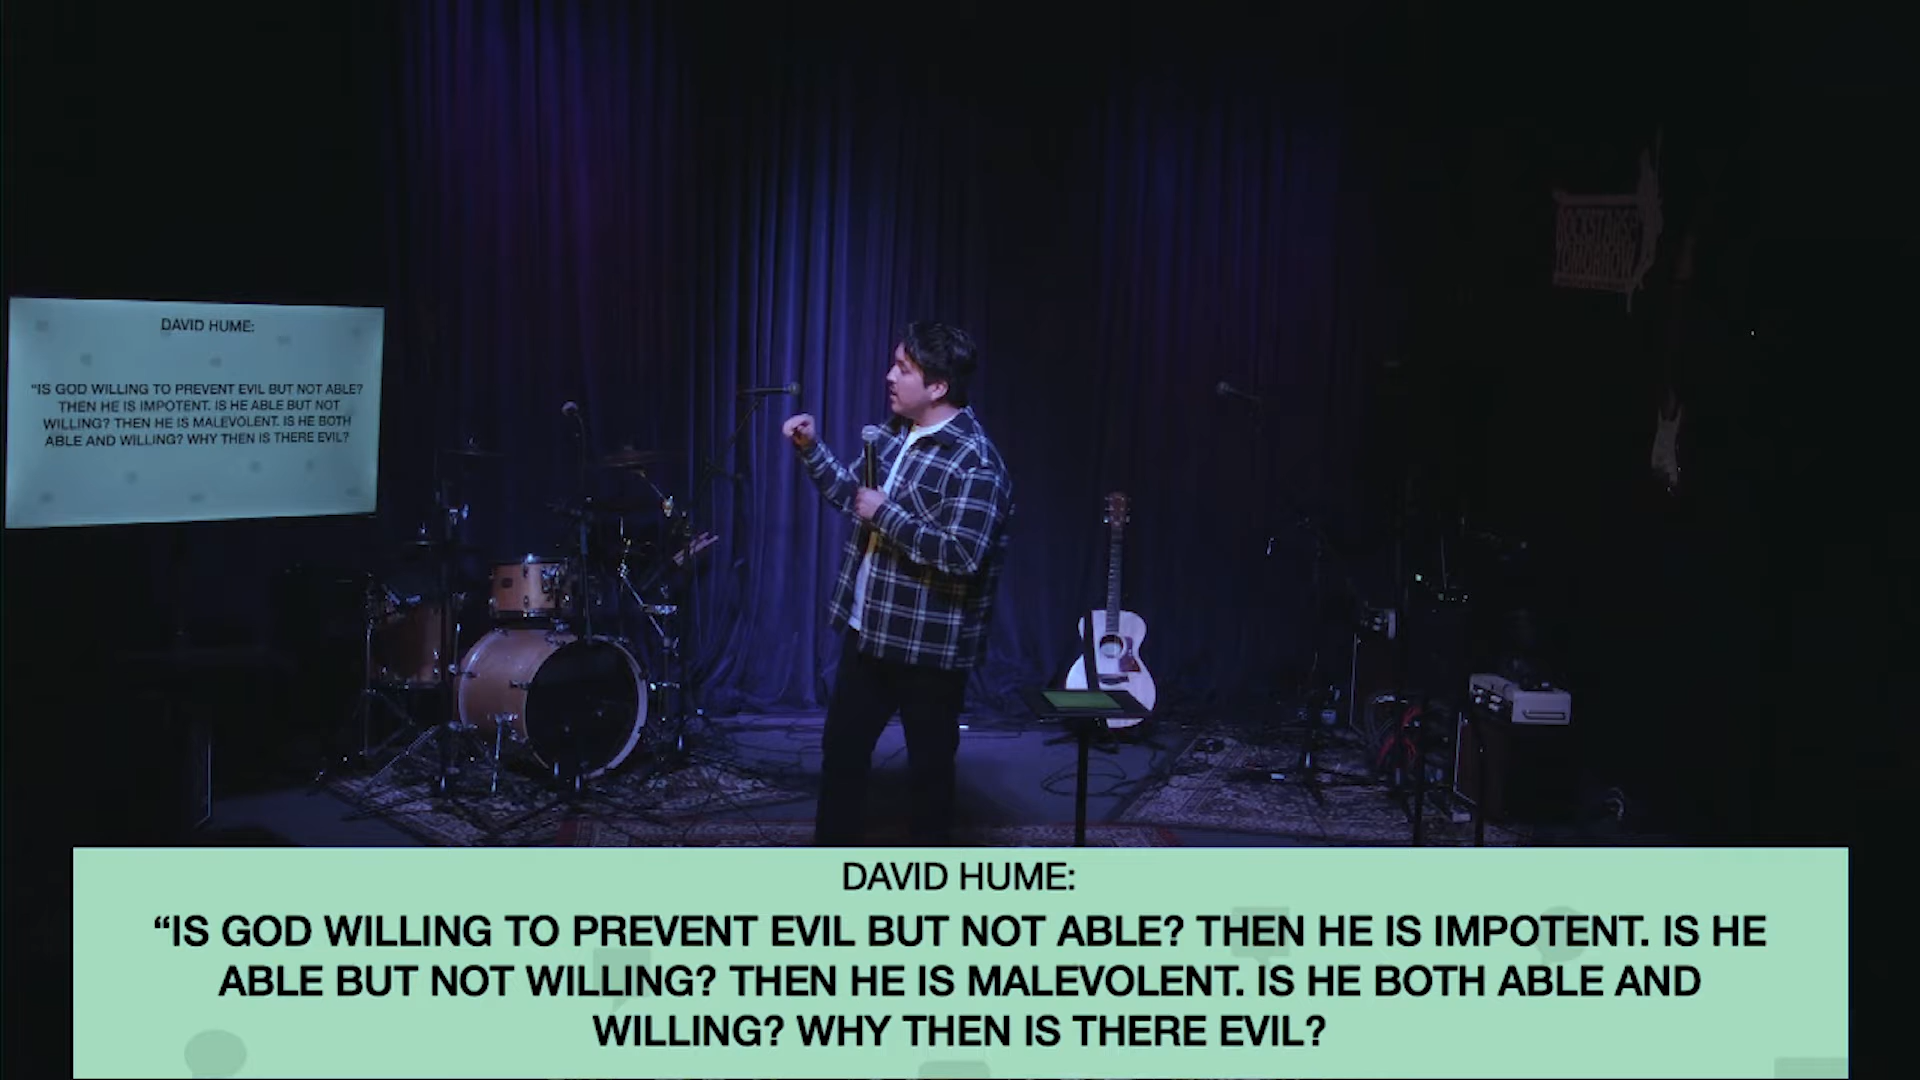 DAVID HUME:
“IS GOD WILLING TO PREVENT EVIL BUT NOT ABLE?
THEN HE IS IMPOTENT. IS HE ABLE BUT NOT
WILLING? THEN HE IS MALEVOLENT. IS HE BOTH
ABLE AND WILLING? WHY THEN IS THERE EVIL?
ROCKSTARS OF
TOMORROW
DAVID HUME:
“IS GOD WILLING TO PREVENT EVIL BUT NOT ABLE? THEN HE IS IMPOTENT. IS HE
ABLE BUT NOT WILLING? THEN HE IS MALEVOLENT. IS HE BOTH ABLE AND
WILLING? WHY THEN IS THERE EVIL?